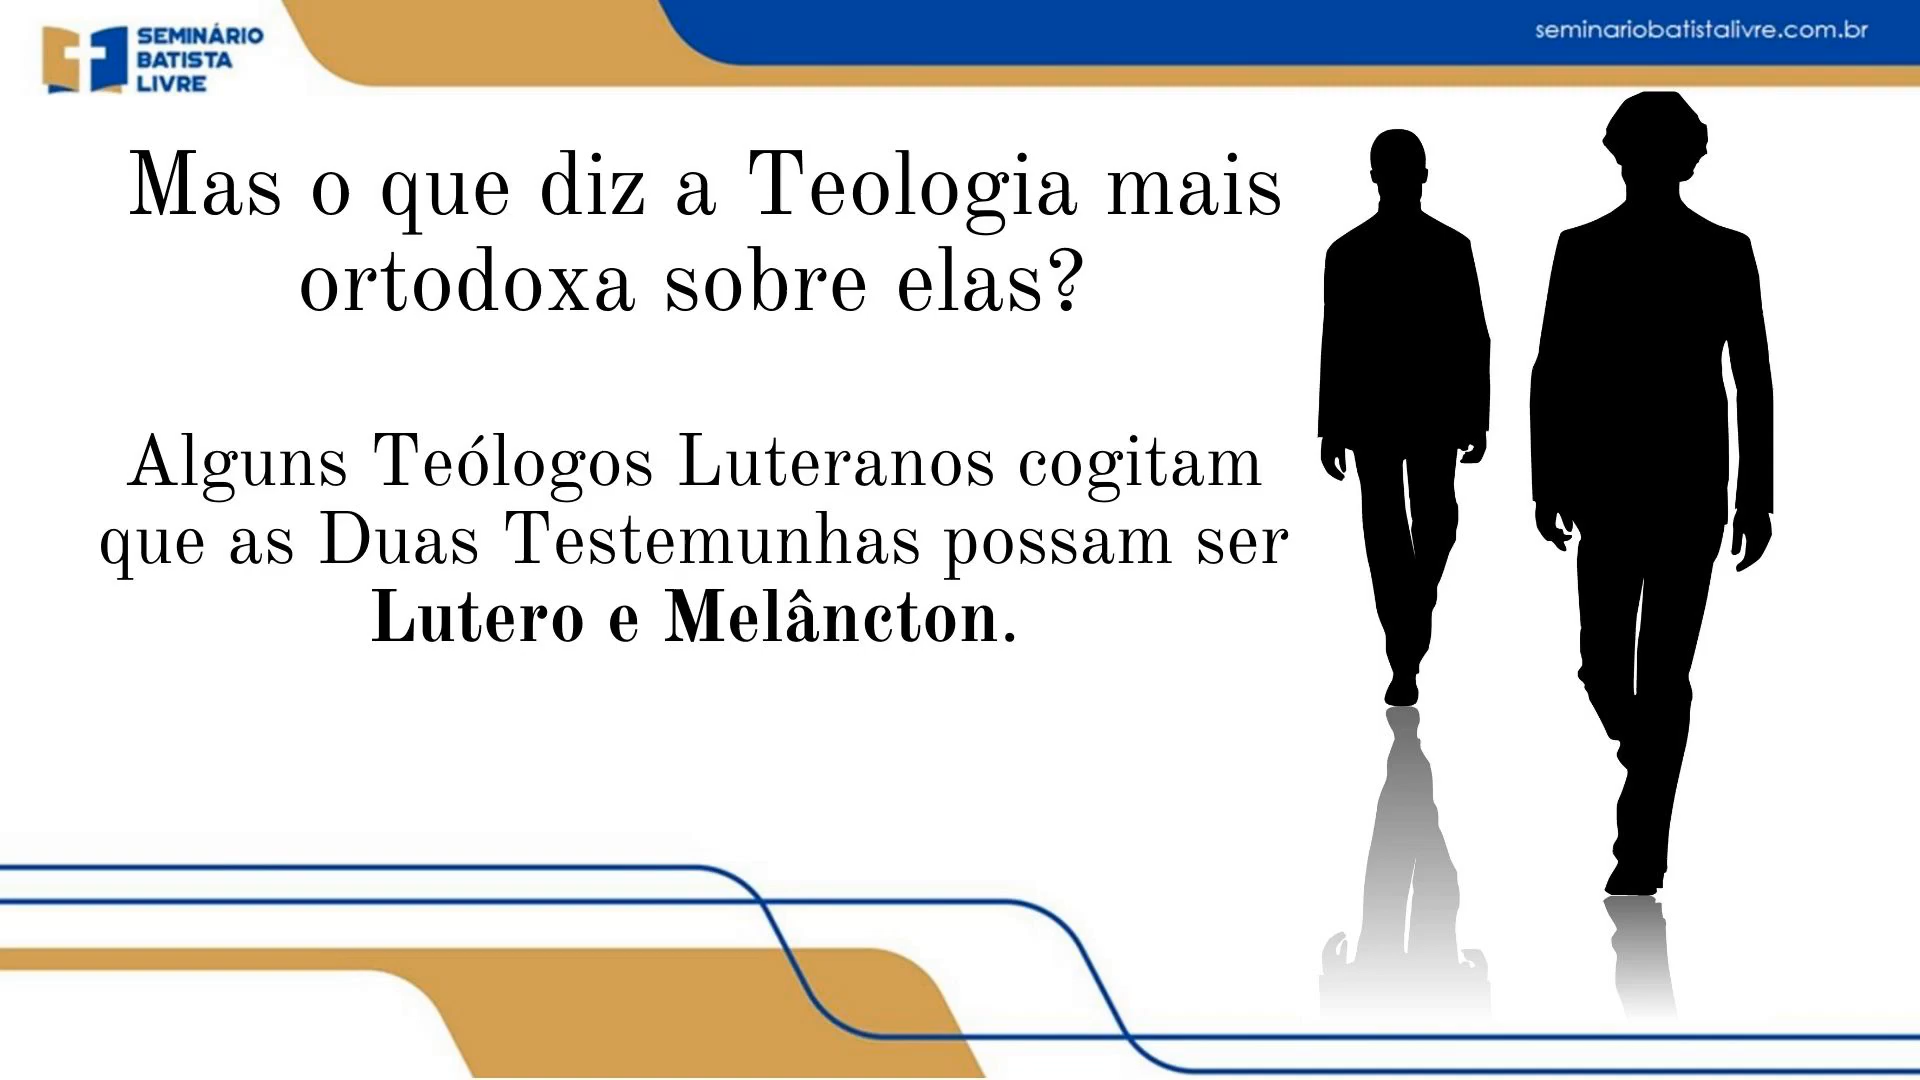 SEMINÁRIO
BATISTA
LIVRE
seminariobatistalivre.com.br
Mas o que diz a Teologia mais
ortodoxa sobre elas?
Alguns Teólogos Luteranos cogitam
que as Duas Testemunhas possam ser
Lutero e Melâncton.